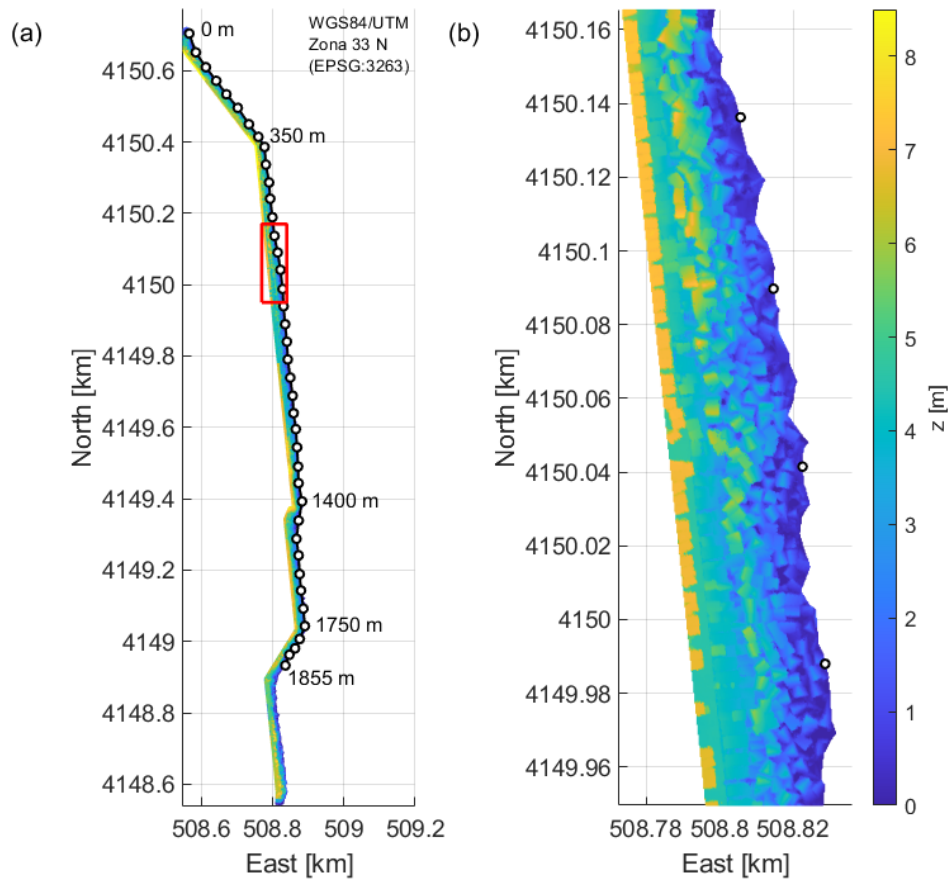 (a)
WGS84/UTM
Zona 33 N
(EPSG:3263)
0 m
350 m
1400 m
1750 m
1855 m
4150.6
4150.4
4150.2
4150
4149.8
4149.6
4149.4
4149.2
4149
4148.8
4148.6
North [km]
508.6
508.8
509
509.2
East [km]
(b)
4150.16
4150.14
4150.12
4150.1
4150.08
4150.06
4150.04
4150.02
4150
4149.98
4149.96
North [km]
508.78
508.8
508.82
East [km]
8
7
6
5
4
3
2
1
0
z [m]